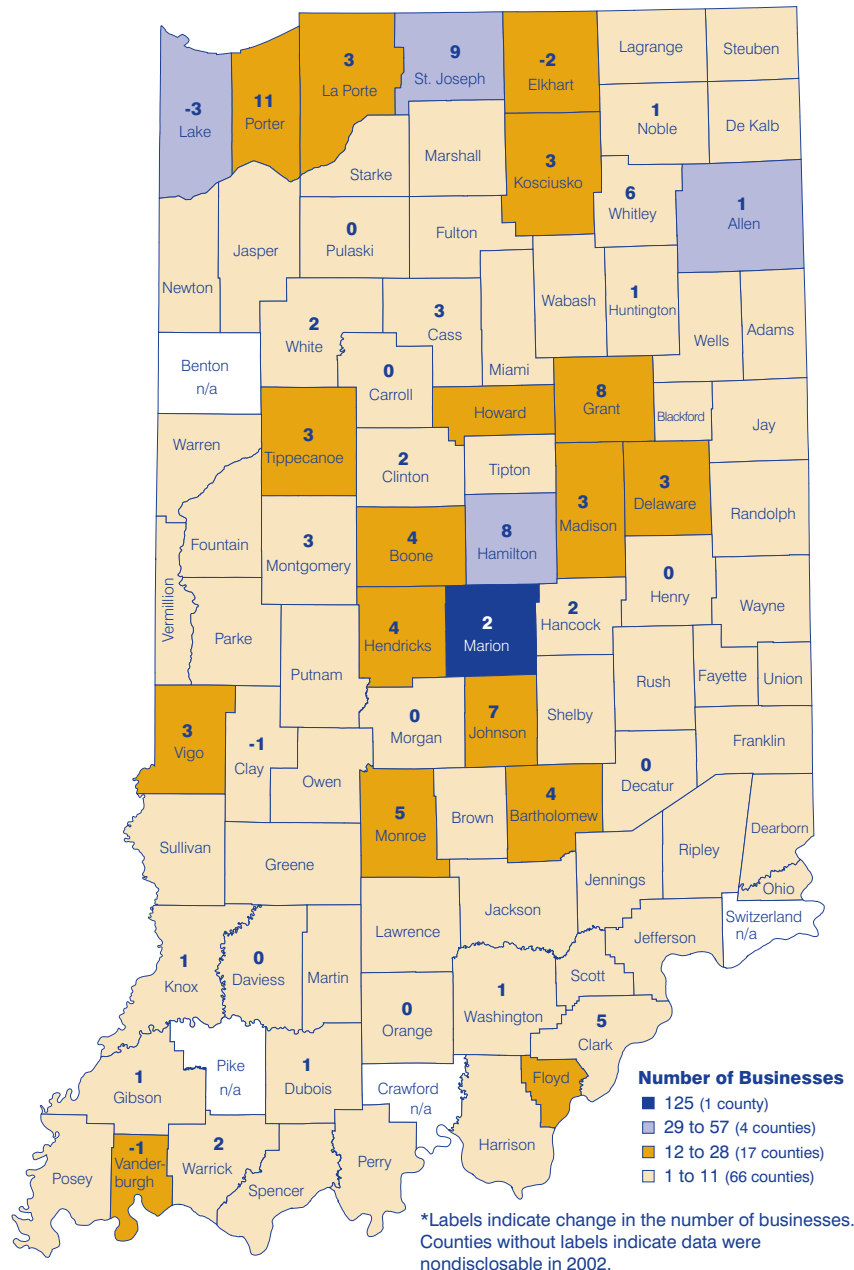 3
La Porte
9
St. Joseph
-2
Elkhart
Lagrange
Steuben
-3
Lake
11
Porter
1
Noble
De Kalb
Starke
Marshall
3
Kosciusko
6
Whitley
1
Allen
Newton
Jasper
0
Pulaski
Fulton
Wabash
1
Huntington
Wells
Adams
2
White
3
Cass
Miami
Benton
n/a
0
Carroll
Howard
8
Grant
Blackford
Jay
Warren
3
Tippecanoe
2
Clinton
Tipton
3
Madison
3
Delaware
Randolph
Fountain
3
Montgomery
4
Boone
8
Hamilton
0
Henry
Wayne
Vermillion
Parke
Putnam
4
Hendricks
2
Marion
2
Hancock
Rush
Fayette
Union
3
Vigo
-1
Clay
Owen
0
Morgan
7
Johnson
Shelby
Franklin
0
Decatur
Sullivan
Greene
5
Monroe
Brown
4
Bartholomew
Jennings
Ripley
Dearborn
Ohio
Switzerland
n/a
1
Knox
0
Daviess
Martin
Lawrence
Jackson
Jefferson
Scott
0
Orange
1
Washington
5
Clark
1
Gibson
Pike
n/a
1
Dubois
Crawford
n/a
Floyd
Harrison
Posey
-1
Vander-
burgh
2
Warrick
Spencer
Perry
Number of Businesses
125 (1 county)
29 to 57 (4 counties)
12 to 28 (17 counties)
1 to 11 (66 counties)
*Labels indicate change in the number of businesses.
Counties without labels indicate data were
nondisclosable in 2002.